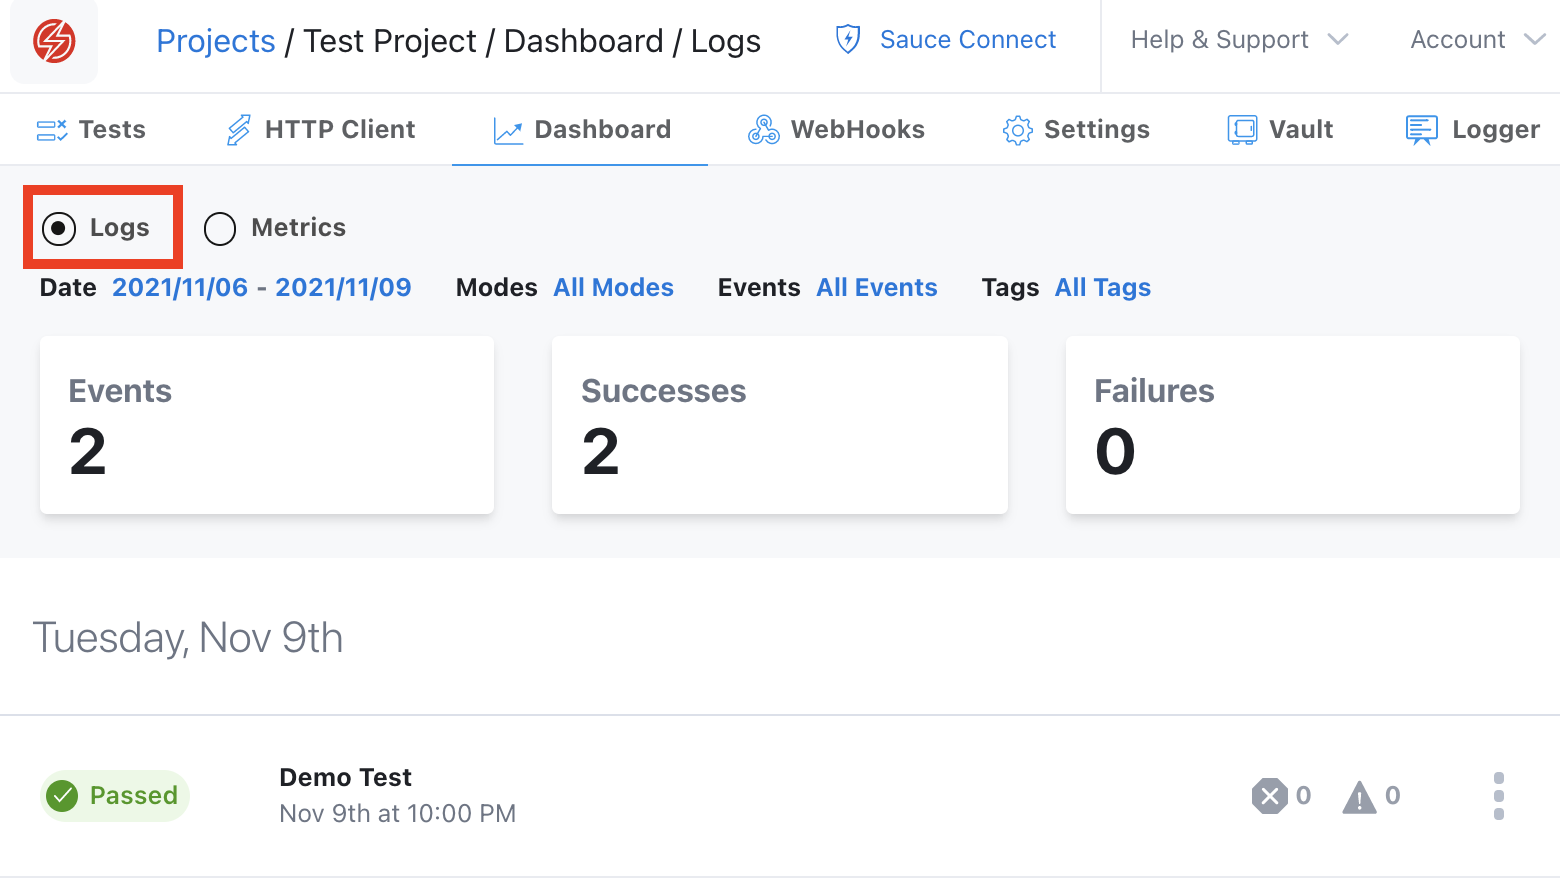 Projects / Test Project / Dashboard / Logs
Sauce Connect
Help & Support
Account
Tests
HTTP Client
Dashboard
WebHooks
Settings
Vault
Logger
Logs
Metrics
Date 2021/11/06 - 2021/11/09 Modes All Modes Events All Events Tags All Tags
Events
2
Successes
2
Failures
0
Tuesday, Nov 9th
Passed
Demo Test
Nov 9th at 10:00 PM
0
0